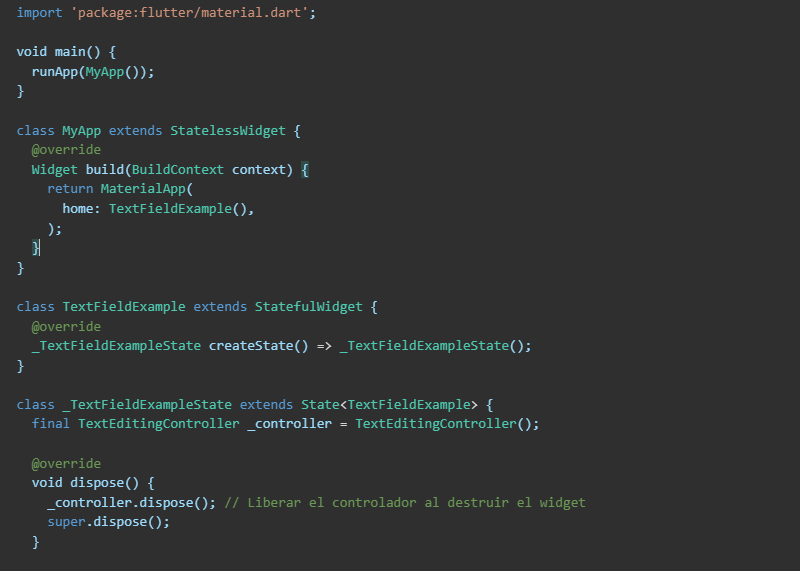 import 'package:flutter/material.dart';
void main() {
  runApp(MyApp());
}
class MyApp extends StatelessWidget {
  @override
  Widget build(BuildContext context) {
    return MaterialApp(
      home: TextFieldExample(),
    );
  }
}
class TextFieldExample extends StatefulWidget {
  @override
  _TextFieldExampleState createState() => _TextFieldExampleState();
}
class _TextFieldExampleState extends State<TextFieldExample> {
  final TextEditingController _controller = TextEditingController();
  @override
  void dispose() {
    _controller.dispose(); // Liberar el controlador al destruir el widget
    super.dispose();
  }